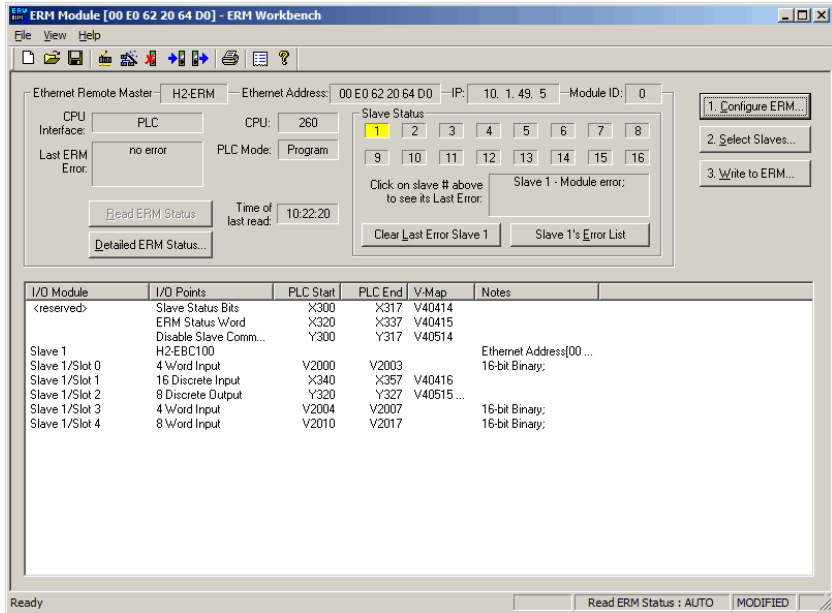 ERM Module [00 E0 62 20 64 D0] - ERM Workbench
File View Help
Ethernet Remote Master H2-ERM Ethernet Address: 00 E0 62 20 64 D0 IP: 10. 1. 49. 5 Module ID: 0
CPU Interface: PLC CPU: 260
Last ERM Error: no error PLC Mode: Program
Read ERM Status Time of last read: 10:22:20
Detailed ERM Status...
Slave Status
1 2 3 4 5 6 7 8
9 10 11 12 13 14 15 16
Click on slave # above to see its Last Error: Slave 1 - Module error;
Clear Last Error Slave 1 Slave 1's Error List
1. Configure ERM...
2. Select Slaves...
3. Write to ERM...
I/O Module I/O Points PLC Start PLC End V-Map Notes
<reserved> Slave Status Bits X300 X317 V40414
ERM Status Word X320 X337 V40415
Disable Slave Comm... Y300 Y317 V40514
Slave 1 H2-EBC100 Ethernet Address[00 ...
Slave 1/Slot 0 4 Word Input V2000 V2003 16-bit Binary;
Slave 1/Slot 1 16 Discrete Input X340 X357 V40416
Slave 1/Slot 2 8 Discrete Output Y320 Y327 V40515 ...
Slave 1/Slot 3 4 Word Input V2004 V2007 16-bit Binary;
Slave 1/Slot 4 8 Word Input V2010 V2017 16-bit Binary;
Ready Read ERM Status : AUTO MODIFIED